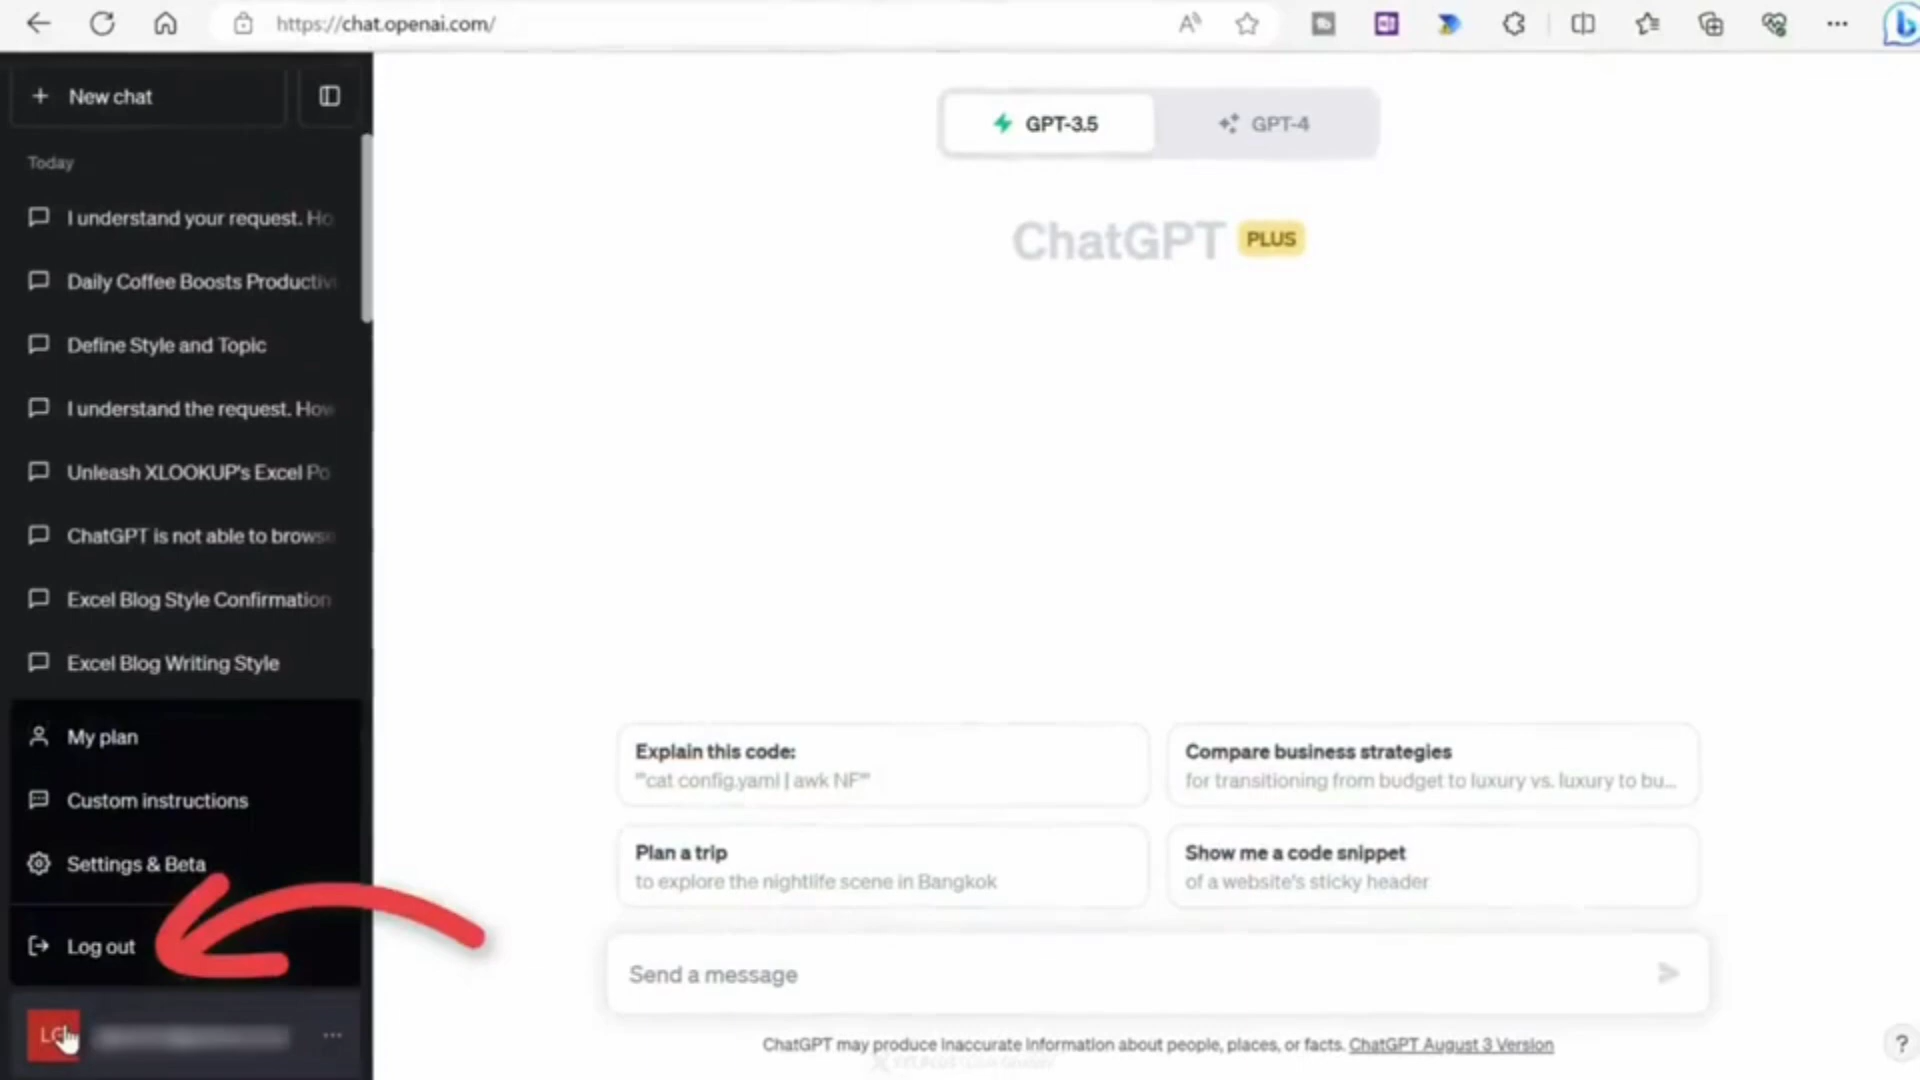 https://chat.openai.com/
New chat
Today
I understand your request. Ho
Daily Coffee Boosts Productiv
Define Style and Topic
I understand the request. How
Unleash XLOOKUP's Excel Po
ChatGPT is not able to browse
Excel Blog Style Confirmation
Excel Blog Writing Style
My plan
Custom instructions
Settings & Beta
Log out
GPT-3.5
GPT-4
ChatGPT PLUS
Explain this code:
"cat config.yaml | awk NF"
Compare business strategies
for transitioning from budget to luxury vs. luxury to bu...
Plan a trip
to explore the nightlife scene in Bangkok
Show me a code snippet
of a website's sticky header
Send a message
ChatGPT may produce inaccurate information about people, places, or facts. ChatGPT August 3 Version
?